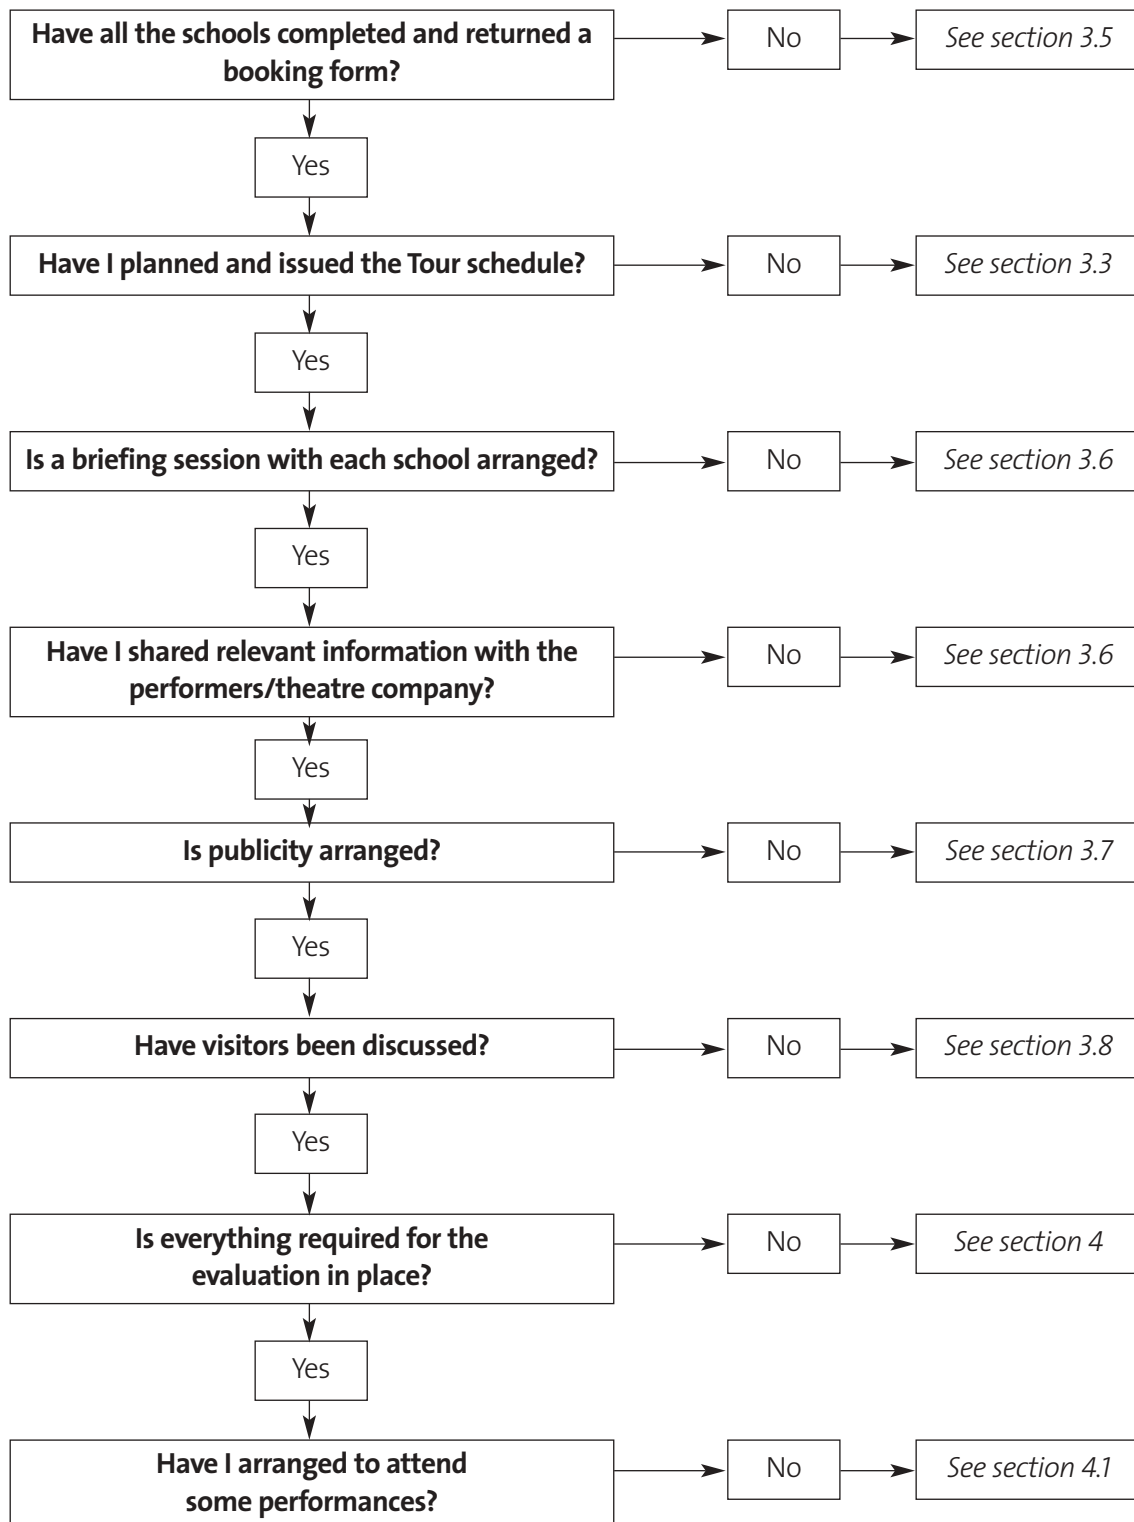 Have all the schools completed and returned a
booking form?
No
See section 3.5
Yes
Have I planned and issued the Tour schedule?
No
See section 3.3
Yes
Is a briefing session with each school arranged?
No
See section 3.6
Yes
Have I shared relevant information with the
performers/theatre company?
No
See section 3.6
Yes
Is publicity arranged?
No
See section 3.7
Yes
Have visitors been discussed?
No
See section 3.8
Yes
Is everything required for the
evaluation in place?
No
See section 4
Yes
Have I arranged to attend
some performances?
No
See section 4.1